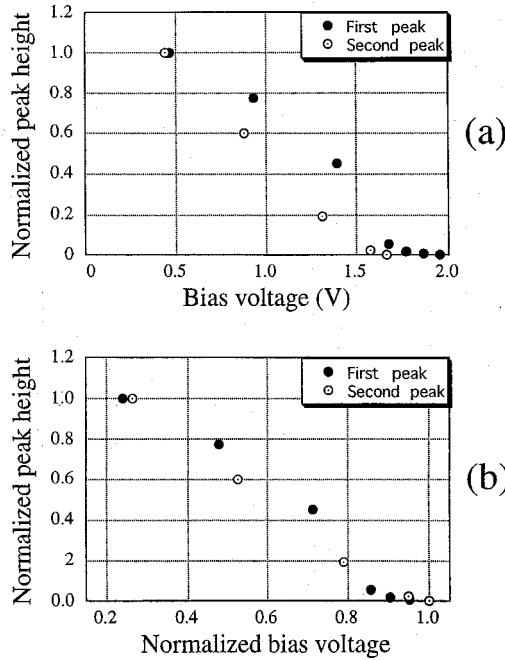 Normalized peak height
1.2
1.0
0.8
0.6
0.4
0.2
0
0
0.5
1.0
1.5
2.0
Bias voltage (V)
First peak
Second peak
(a)
Normalized peak height
1.2
1.0
0.8
0.6
0.4
2
0.0
0.2
0.4
0.6
0.8
1.0
Normalized bias voltage
First peak
Second peak
(b)